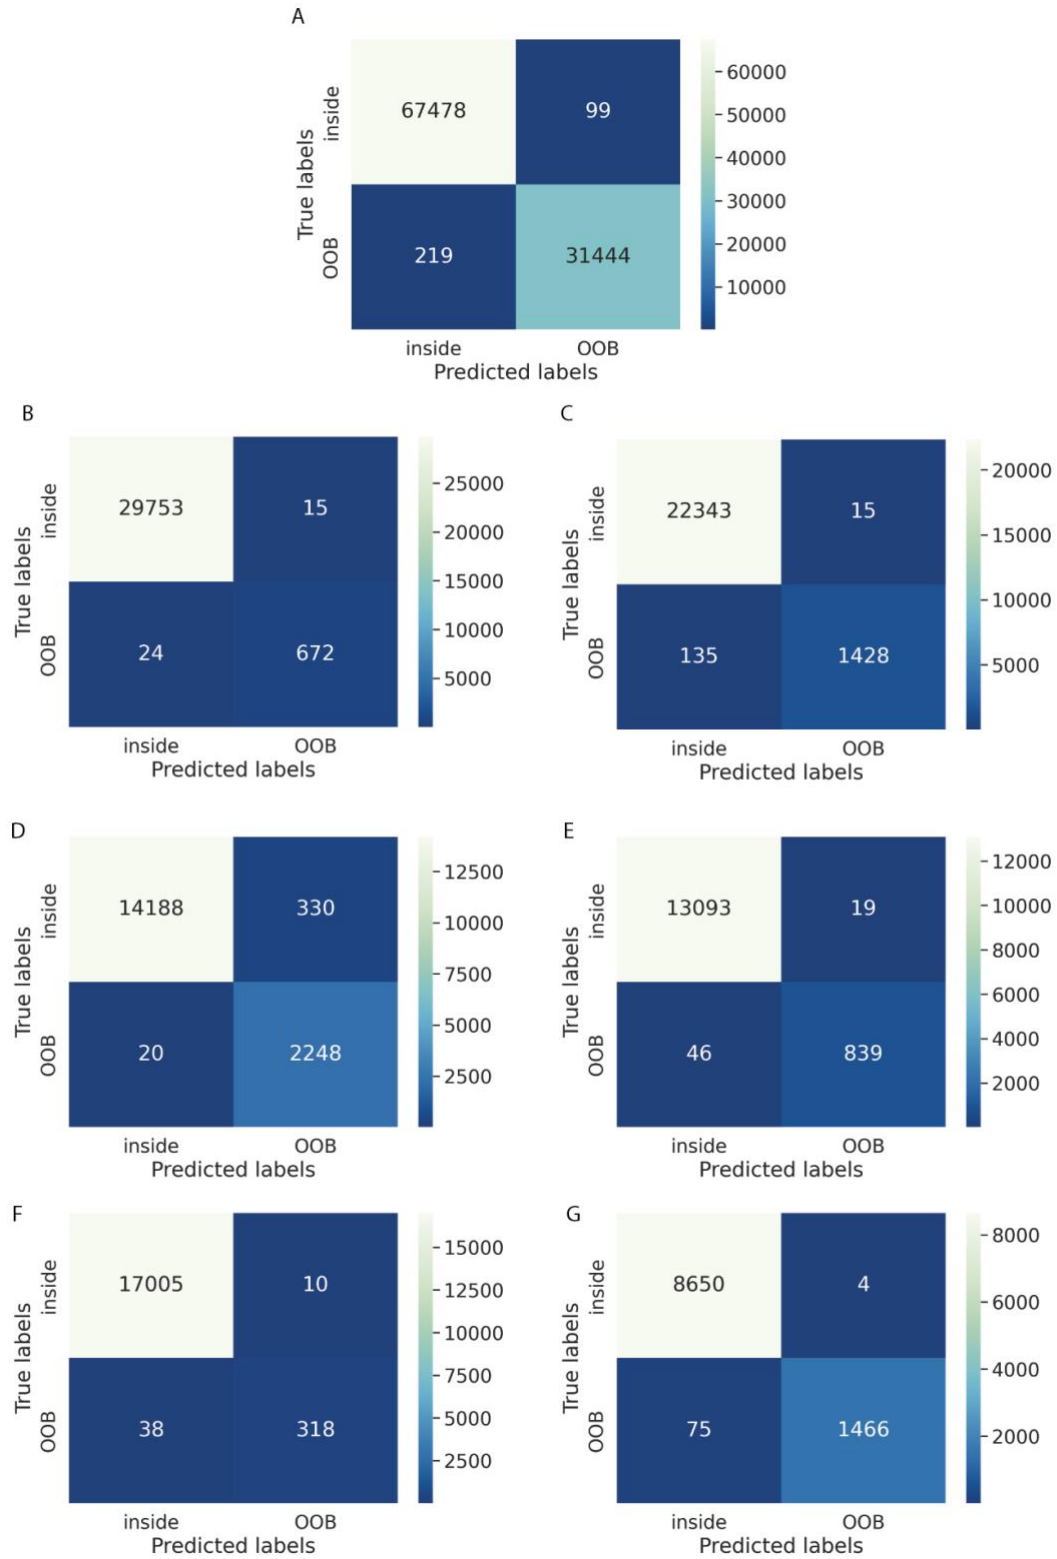 A
True labels
inside
OOB
67478 99
219 31444
inside OOB
Predicted labels
60000
50000
40000
30000
20000
10000
B
True labels
inside
OOB
29753 15
24 672
inside OOB
Predicted labels
25000
20000
15000
10000
5000
C
True labels
inside
OOB
22343 15
135 1428
inside OOB
Predicted labels
20000
15000
10000
5000
D
True labels
inside
OOB
14188 330
20 2248
inside OOB
Predicted labels
12500
10000
7500
5000
2500
E
True labels
inside
OOB
13093 19
46 839
inside OOB
Predicted labels
12000
10000
8000
6000
4000
2000
F
True labels
inside
OOB
17005 10
38 318
inside OOB
Predicted labels
15000
12500
10000
7500
5000
2500
G
True labels
inside
OOB
8650 4
75 1466
inside OOB
Predicted labels
8000
6000
4000
2000